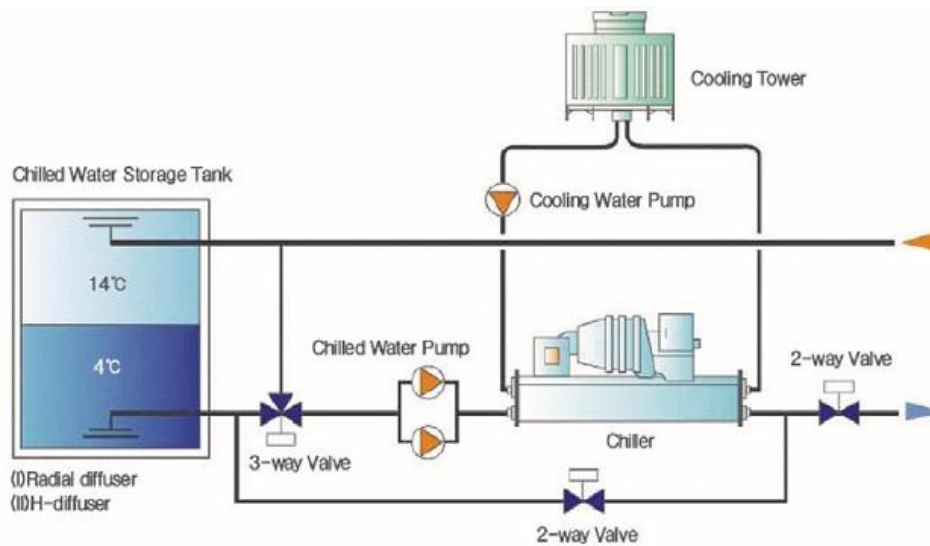 Cooling Tower
Chilled Water Storage Tank
Cooling Water Pump
14℃
Chilled Water Pump
2-way Valve
4℃
3-way Valve
Chiller
(Ⅰ)Radial diffuser
(Ⅱ)H-diffuser
2-way Valve